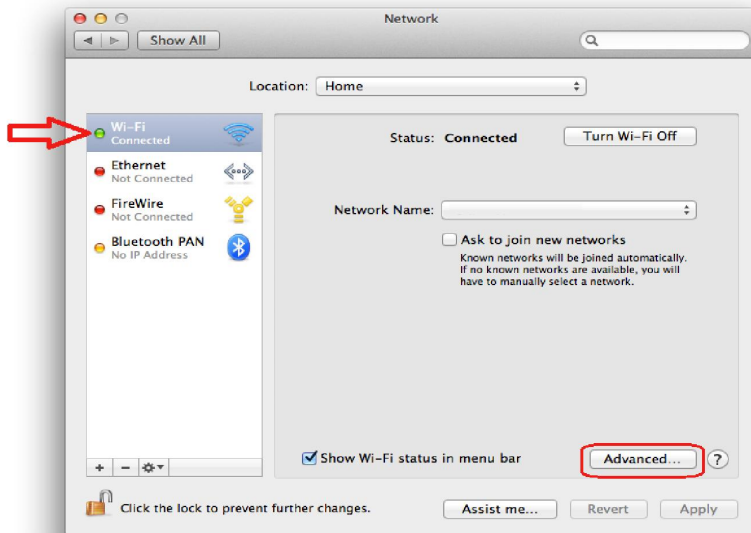 Network
Show All
Location: Home
Wi-Fi
Connected
Ethernet
Not Connected
FireWire
Not Connected
Bluetooth PAN
No IP Address
Status: Connected
Turn Wi-Fi Off
Network Name:
Ask to join new networks
Known networks will be joined automatically.
If no known networks are available, you will
have to manually select a network.
Show Wi-Fi status in menu bar
Advanced...
?
+ −
Click the lock to prevent further changes.
Assist me...
Revert
Apply